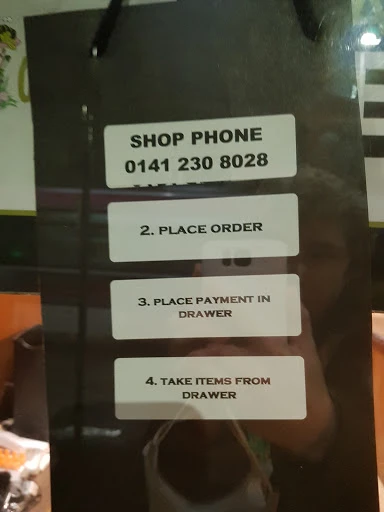 SHOP PHONE
0141 230 8028
2. PLACE ORDER
3. PLACE PAYMENT IN
DRAWER
4. TAKE ITEMS FROM
DRAWER